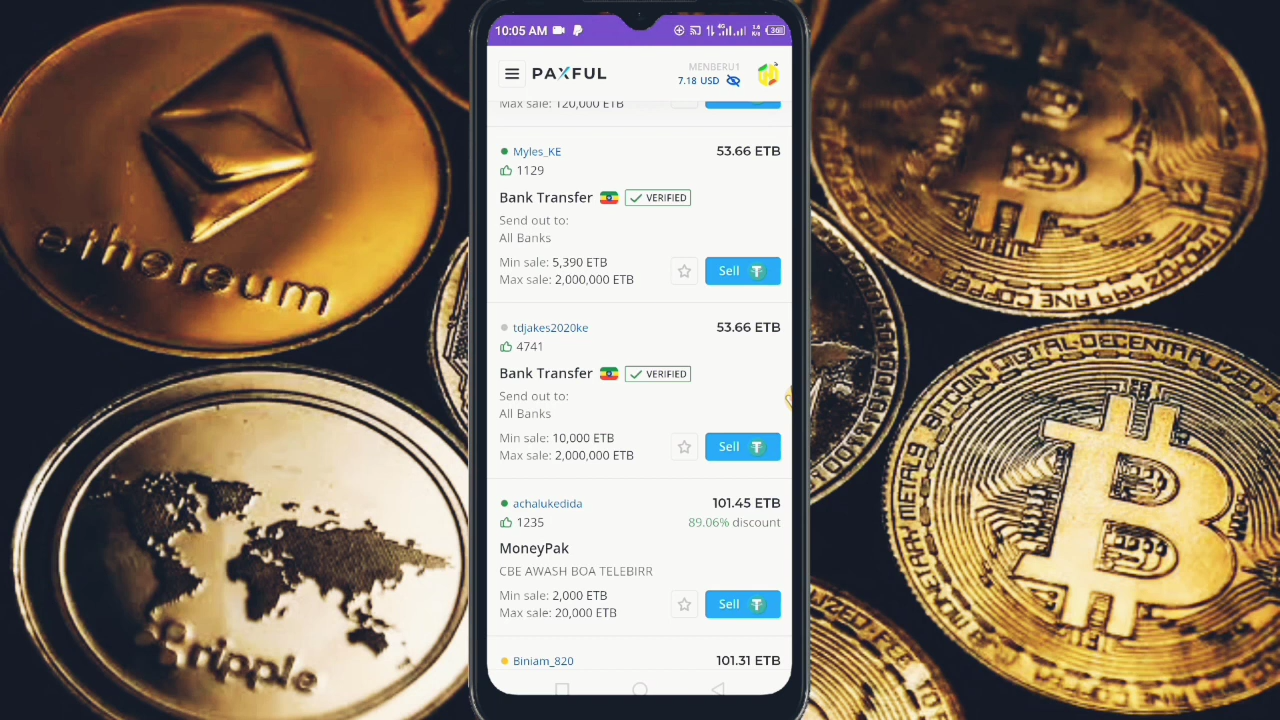 10:05 AM
PAXFUL
MENBERU1
7.18 USD
Max sale: 120,000 ETB
Myles_KE
53.66 ETB
1129
Bank Transfer
VERIFIED
Send out to:
All Banks
Min sale: 5,390 ETB
Max sale: 2,000,000 ETB
Sell
tdjakes2020ke
53.66 ETB
4741
Bank Transfer
VERIFIED
Send out to:
All Banks
Min sale: 10,000 ETB
Max sale: 2,000,000 ETB
Sell
achalukedida
101.45 ETB
1235
89.06% discount
MoneyPak
CBE AWASH BOA TELEBIRR
Min sale: 2,000 ETB
Max sale: 20,000 ETB
Sell
Biniam_820
101.31 ETB
ethereum
ripple
999 FINE COPPER
BITCOIN
DIGITAL
DECENTRALIZED
METALS